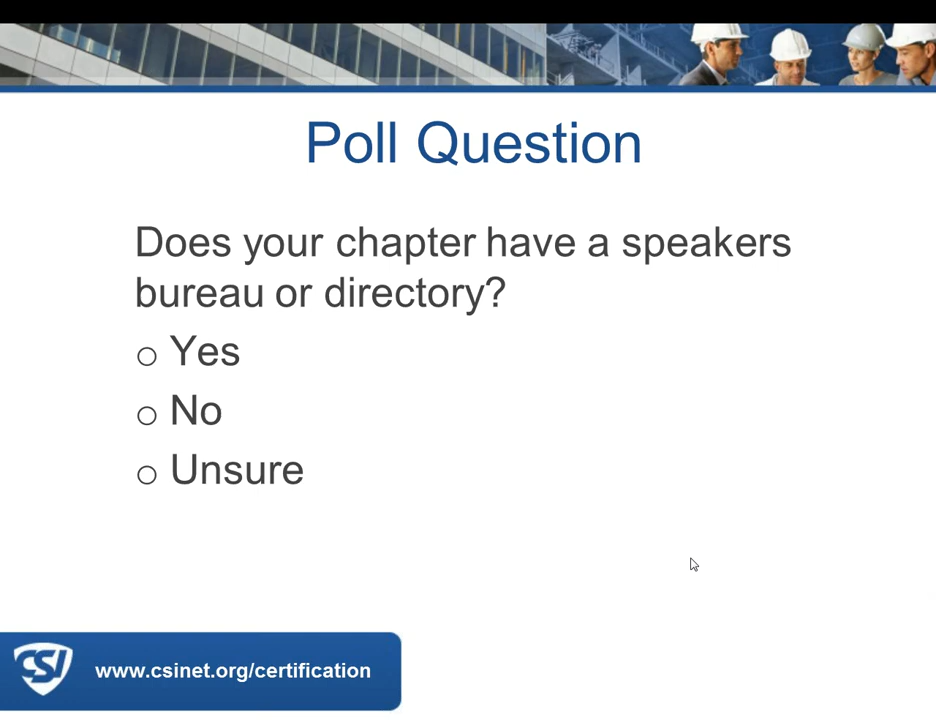 Poll Question
Does your chapter have a speakers
bureau or directory?
o Yes
o No
o Unsure
CSI
www.csinet.org/certification